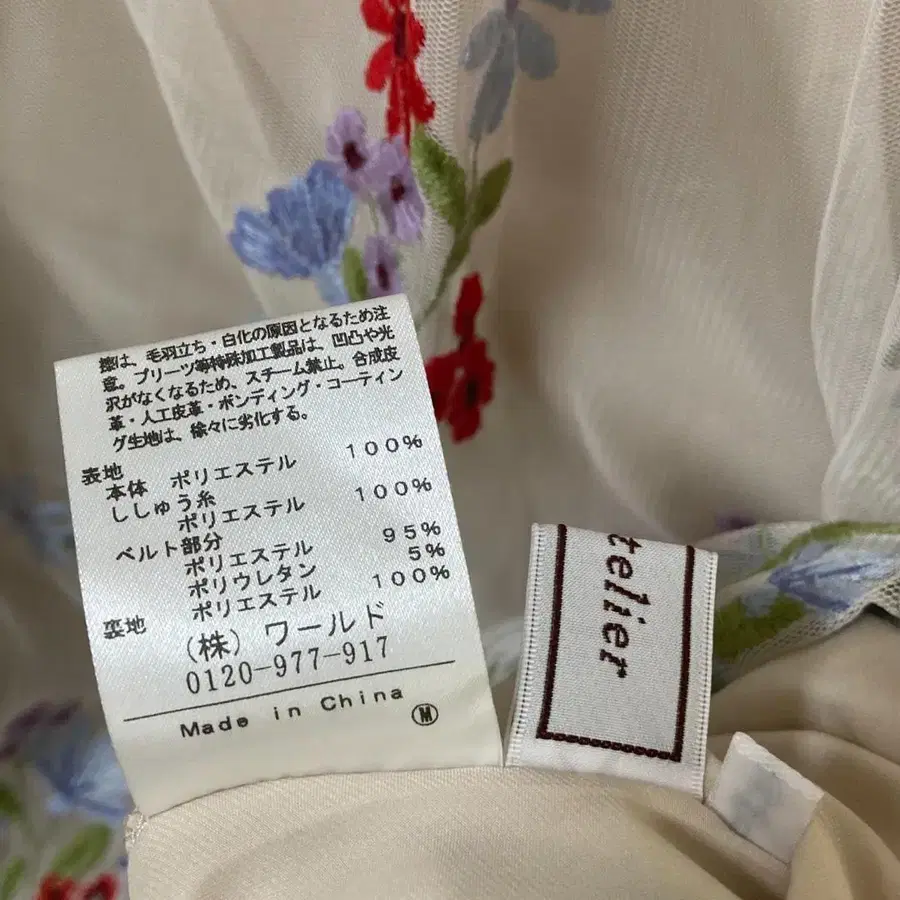 擦は、毛羽立ち・白化の原因となるため注
意。プリーツ等特殊加工製品は、凹凸や光
沢がなくなるため、スチーム禁止。合成皮
革・人工皮革・ボンディング・コーティン
グ生地は、徐々に劣化する。
表地
本体 ポリエステル 100%
ししゅう糸
ポリエステル 100%
ベルト部分
ポリエステル 95%
ポリウレタン 5%
裏地 ポリエステル 100%
(株) ワールド
0120-977-917
Made in China
M
telier